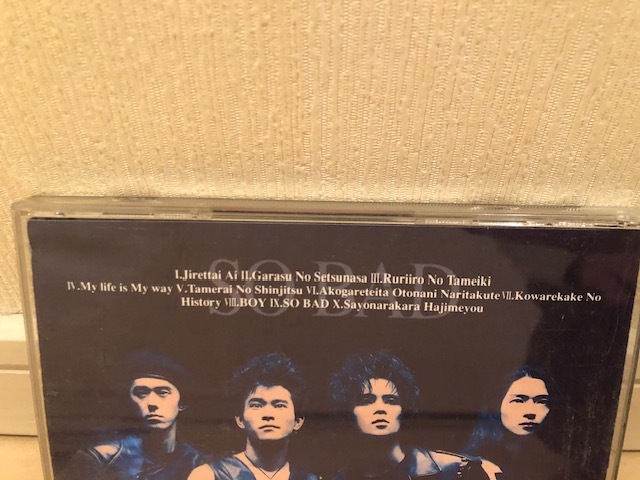 SO BAD
I.Jirettai Ai II.Garasu No Setsunasa III.Ruriiro No Tameiki
IV.My life is My way V.Tamerai No Shinjitsu VI.Akogareteita Otonani Naritakute VII.Kowarekake No
History VIII.BOY IX.SO BAD X.Sayonarakara Hajimeyou